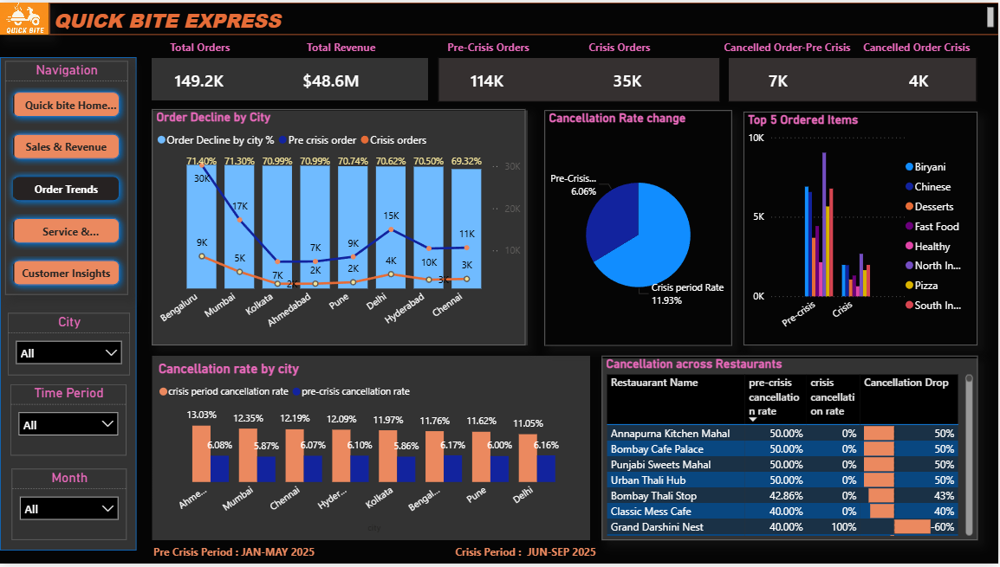 QUICK BITE
QUICK BITE EXPRESS
Total Orders
Total Revenue
Pre-Crisis Orders
Crisis Orders
Cancelled Order-Pre Crisis
Cancelled Order Crisis
149.2K
$48.6M
114K
35K
7K
4K
Navigation
Quick bite Home...
Sales & Revenue
Order Trends
Service &...
Customer Insights
City
All
Time Period
All
Month
All
Order Decline by City
Order Decline by city % Pre crisis order Crisis orders
71.40% 71.30% 70.99% 70.99% 70.74% 70.62% 70.50% 69.32%
30K
20K
10K
30K 17K 7K 7K 9K 15K 10K 11K
9K 5K 2K 2K 2K 4K 3K 3K
Bengaluru Mumbai Kolkata Ahmedabad Pune Delhi Hyderabad Chennai
Cancellation Rate change
Pre-Crisis...
6.06%
Crisis period Rate
11.93%
Top 5 Ordered Items
10K
5K
0K
Pre-crisis Crisis
Biryani
Chinese
Desserts
Fast Food
Healthy
North In...
Pizza
South In...
Cancellation rate by city
crisis period cancellation rate pre-crisis cancellation rate
13.03% 12.35% 12.19% 12.09% 11.97% 11.76% 11.62% 11.05%
6.08% 5.87% 6.07% 6.10% 5.86% 6.17% 6.00% 6.16%
Ahme... Mumbai Chennai Hyder... Kolkata Bengal... Pune Delhi
city
Cancellation across Restaurants
Restuarant Name
pre-crisis
cancellatio
n rate
crisis
cancellati
on rate
Cancellation Drop
Annapurna Kitchen Mahal 50.00% 0% 50%
Bombay Cafe Palace 50.00% 0% 50%
Punjabi Sweets Mahal 50.00% 0% 50%
Urban Thali Hub 50.00% 0% 50%
Bombay Thali Stop 42.86% 0% 43%
Classic Mess Cafe 40.00% 0% 40%
Grand Darshini Nest 40.00% 100% -60%
Pre Crisis Period : JAN-MAY 2025
Crisis Period : JUN-SEP 2025